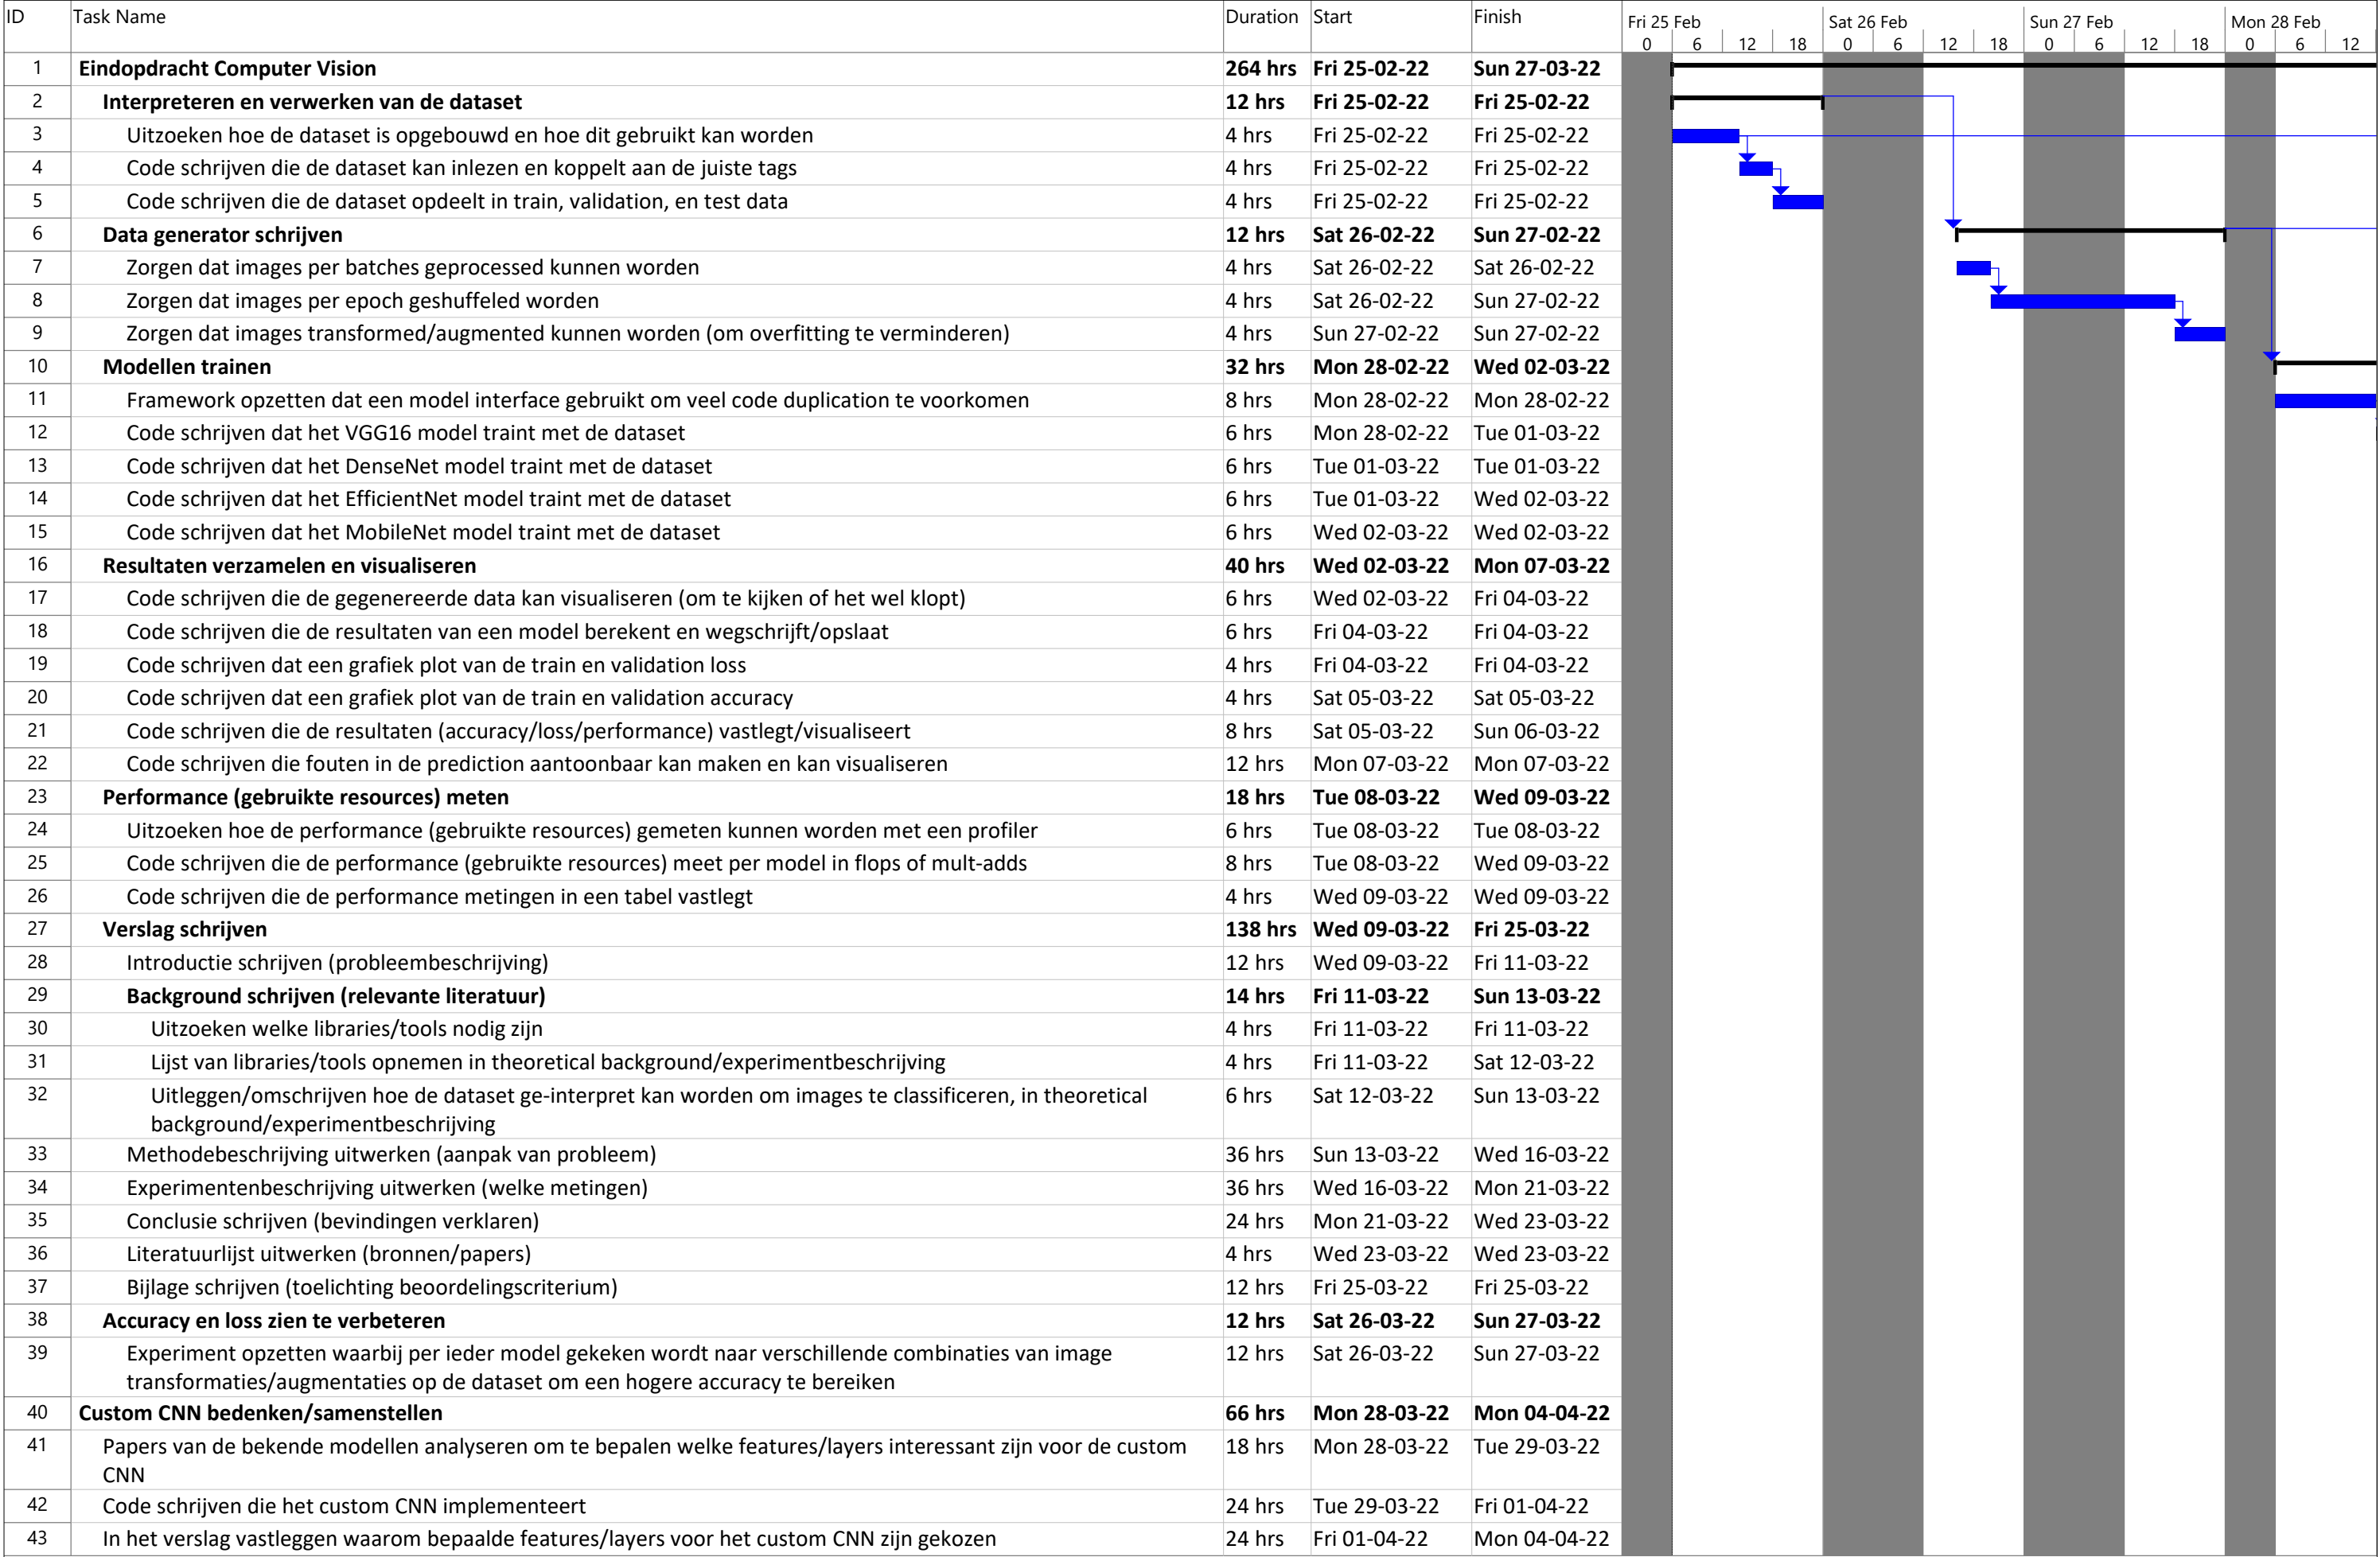 ID Task Name Duration Start Finish Fri 25 Feb Sat 26 Feb Sun 27 Feb Mon 28 Feb
0 6 12 18 0 6 12 18 0 6 12 18 0 6 12
1 Eindopdracht Computer Vision 264 hrs Fri 25-02-22 Sun 27-03-22
2 Interpreteren en verwerken van de dataset 12 hrs Fri 25-02-22 Fri 25-02-22
3 Uitzoeken hoe de dataset is opgebouwd en hoe dit gebruikt kan worden 4 hrs Fri 25-02-22 Fri 25-02-22
4 Code schrijven die de dataset kan inlezen en koppelt aan de juiste tags 4 hrs Fri 25-02-22 Fri 25-02-22
5 Code schrijven die de dataset opdeelt in train, validation, en test data 4 hrs Fri 25-02-22 Fri 25-02-22
6 Data generator schrijven 12 hrs Sat 26-02-22 Sun 27-02-22
7 Zorgen dat images per batches geprocessed kunnen worden 4 hrs Sat 26-02-22 Sat 26-02-22
8 Zorgen dat images per epoch geshuffeled worden 4 hrs Sat 26-02-22 Sun 27-02-22
9 Zorgen dat images transformed/augmented kunnen worden (om overfitting te verminderen) 4 hrs Sun 27-02-22 Sun 27-02-22
10 Modellen trainen 32 hrs Mon 28-02-22 Wed 02-03-22
11 Framework opzetten dat een model interface gebruikt om veel code duplication te voorkomen 8 hrs Mon 28-02-22 Mon 28-02-22
12 Code schrijven dat het VGG16 model traint met de dataset 6 hrs Mon 28-02-22 Tue 01-03-22
13 Code schrijven dat het DenseNet model traint met de dataset 6 hrs Tue 01-03-22 Tue 01-03-22
14 Code schrijven dat het EfficientNet model traint met de dataset 6 hrs Tue 01-03-22 Wed 02-03-22
15 Code schrijven dat het MobileNet model traint met de dataset 6 hrs Wed 02-03-22 Wed 02-03-22
16 Resultaten verzamelen en visualiseren 40 hrs Wed 02-03-22 Mon 07-03-22
17 Code schrijven die de gegenereerde data kan visualiseren (om te kijken of het wel klopt) 6 hrs Wed 02-03-22 Fri 04-03-22
18 Code schrijven die de resultaten van een model berekent en wegschrijft/opslaat 6 hrs Fri 04-03-22 Fri 04-03-22
19 Code schrijven dat een grafiek plot van de train en validation loss 4 hrs Fri 04-03-22 Fri 04-03-22
20 Code schrijven dat een grafiek plot van de train en validation accuracy 4 hrs Sat 05-03-22 Sat 05-03-22
21 Code schrijven die de resultaten (accuracy/loss/performance) vastlegt/visualiseert 8 hrs Sat 05-03-22 Sun 06-03-22
22 Code schrijven die fouten in de prediction aantoonbaar kan maken en kan visualiseren 12 hrs Mon 07-03-22 Mon 07-03-22
23 Performance (gebruikte resources) meten 18 hrs Tue 08-03-22 Wed 09-03-22
24 Uitzoeken hoe de performance (gebruikte resources) gemeten kunnen worden met een profiler 6 hrs Tue 08-03-22 Tue 08-03-22
25 Code schrijven die de performance (gebruikte resources) meet per model in flops of mult-adds 8 hrs Tue 08-03-22 Wed 09-03-22
26 Code schrijven die de performance metingen in een tabel vastlegt 4 hrs Wed 09-03-22 Wed 09-03-22
27 Verslag schrijven 138 hrs Wed 09-03-22 Fri 25-03-22
28 Introductie schrijven (probleembeschrijving) 12 hrs Wed 09-03-22 Fri 11-03-22
29 Background schrijven (relevante literatuur) 14 hrs Fri 11-03-22 Sun 13-03-22
30 Uitzoeken welke libraries/tools nodig zijn 4 hrs Fri 11-03-22 Fri 11-03-22
31 Lijst van libraries/tools opnemen in theoretical background/experimentbeschrijving 4 hrs Fri 11-03-22 Sat 12-03-22
32 Uitleggen/omschrijven hoe de dataset ge-interpret kan worden om images te classificeren, in theoretical 6 hrs Sat 12-03-22 Sun 13-03-22
background/experimentbeschrijving
33 Methodebeschrijving uitwerken (aanpak van probleem) 36 hrs Sun 13-03-22 Wed 16-03-22
34 Experimentenbeschrijving uitwerken (welke metingen) 36 hrs Wed 16-03-22 Mon 21-03-22
35 Conclusie schrijven (bevindingen verklaren) 24 hrs Mon 21-03-22 Wed 23-03-22
36 Literatuurlijst uitwerken (bronnen/papers) 4 hrs Wed 23-03-22 Wed 23-03-22
37 Bijlage schrijven (toelichting beoordelingscriterium) 12 hrs Fri 25-03-22 Fri 25-03-22
38 Accuracy en loss zien te verbeteren 12 hrs Sat 26-03-22 Sun 27-03-22
39 Experiment opzetten waarbij per ieder model gekeken wordt naar verschillende combinaties van image 12 hrs Sat 26-03-22 Sun 27-03-22
transformaties/augmentaties op de dataset om een hogere accuracy te bereiken
40 Custom CNN bedenken/samenstellen 66 hrs Mon 28-03-22 Mon 04-04-22
41 Papers van de bekende modellen analyseren om te bepalen welke features/layers interessant zijn voor de custom 18 hrs Mon 28-03-22 Tue 29-03-22
CNN
42 Code schrijven die het custom CNN implementeert 24 hrs Tue 29-03-22 Fri 01-04-22
43 In het verslag vastleggen waarom bepaalde features/layers voor het custom CNN zijn gekozen 24 hrs Fri 01-04-22 Mon 04-04-22